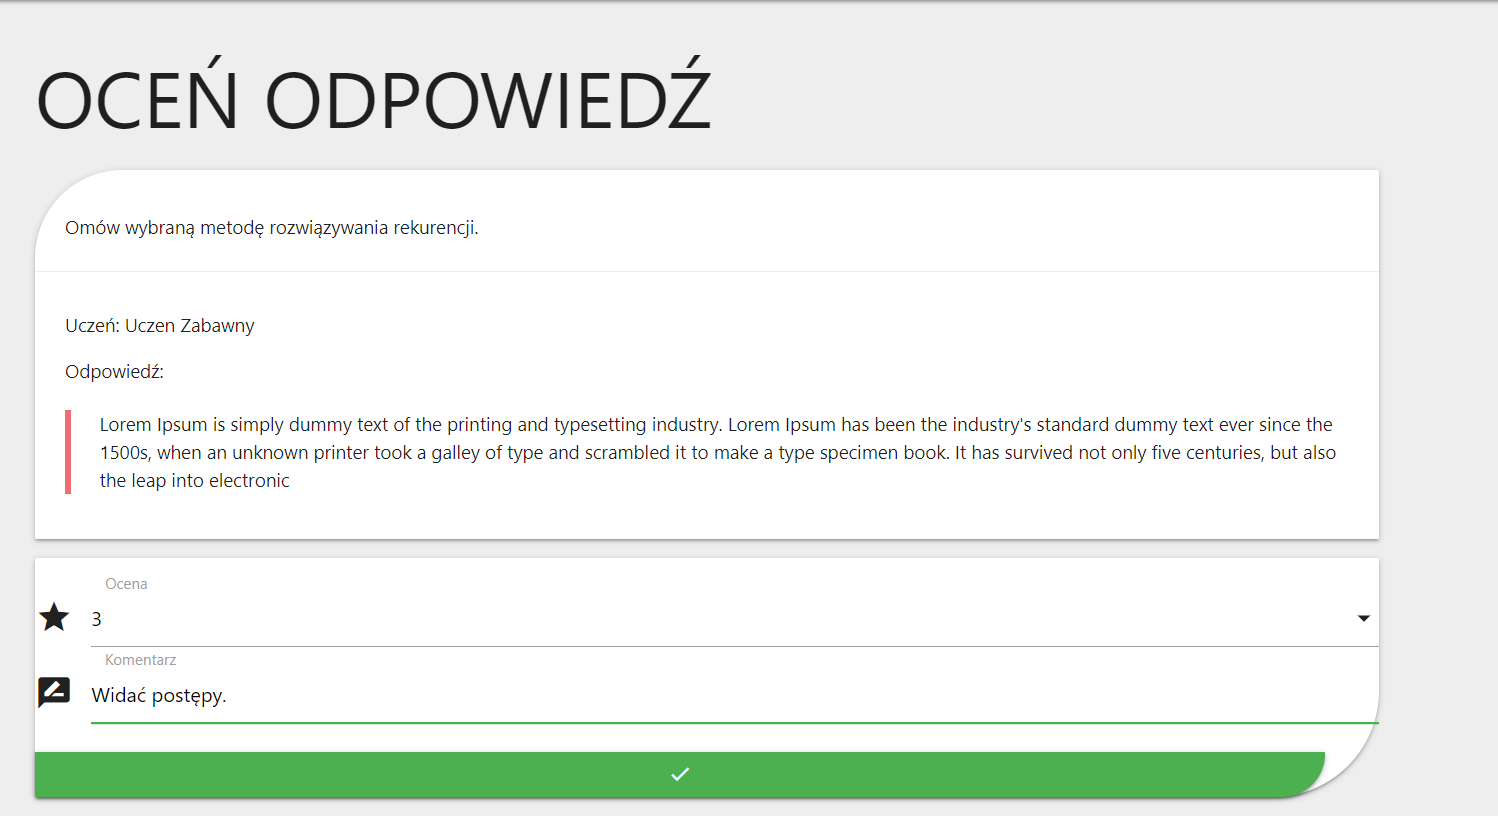 OCEŃ ODPOWIEDŹ
Omów wybraną metodę rozwiązywania rekurencji.
Uczeń: Uczen Zabawny
Odpowiedź:
Lorem Ipsum is simply dummy text of the printing and typesetting industry. Lorem Ipsum has been the industry's standard dummy text ever since the
1500s, when an unknown printer took a galley of type and scrambled it to make a type specimen book. It has survived not only five centuries, but also
the leap into electronic
Ocena
3
Komentarz
Widać postępy.